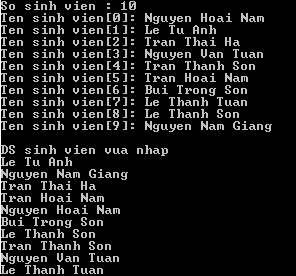 So sinh vien : 10
Ten sinh vien[0]: Nguyen Hoai Nam
Ten sinh vien[1]: Le Tu Anh
Ten sinh vien[2]: Tran Thai Ha
Ten sinh vien[3]: Nguyen Van Tuan
Ten sinh vien[4]: Tran Thanh Son
Ten sinh vien[5]: Tran Hoai Nam
Ten sinh vien[6]: Bui Trong Son
Ten sinh vien[7]: Le Thanh Tuan
Ten sinh vien[8]: Le Thanh Son
Ten sinh vien[9]: Nguyen Nam Giang
DS sinh vien vua nhap
Le Tu Anh
Nguyen Nam Giang
Tran Thai Ha
Tran Hoai Nam
Nguyen Hoai Nam
Bui Trong Son
Le Thanh Son
Tran Thanh Son
Nguyen Van Tuan
Le Thanh Tuan